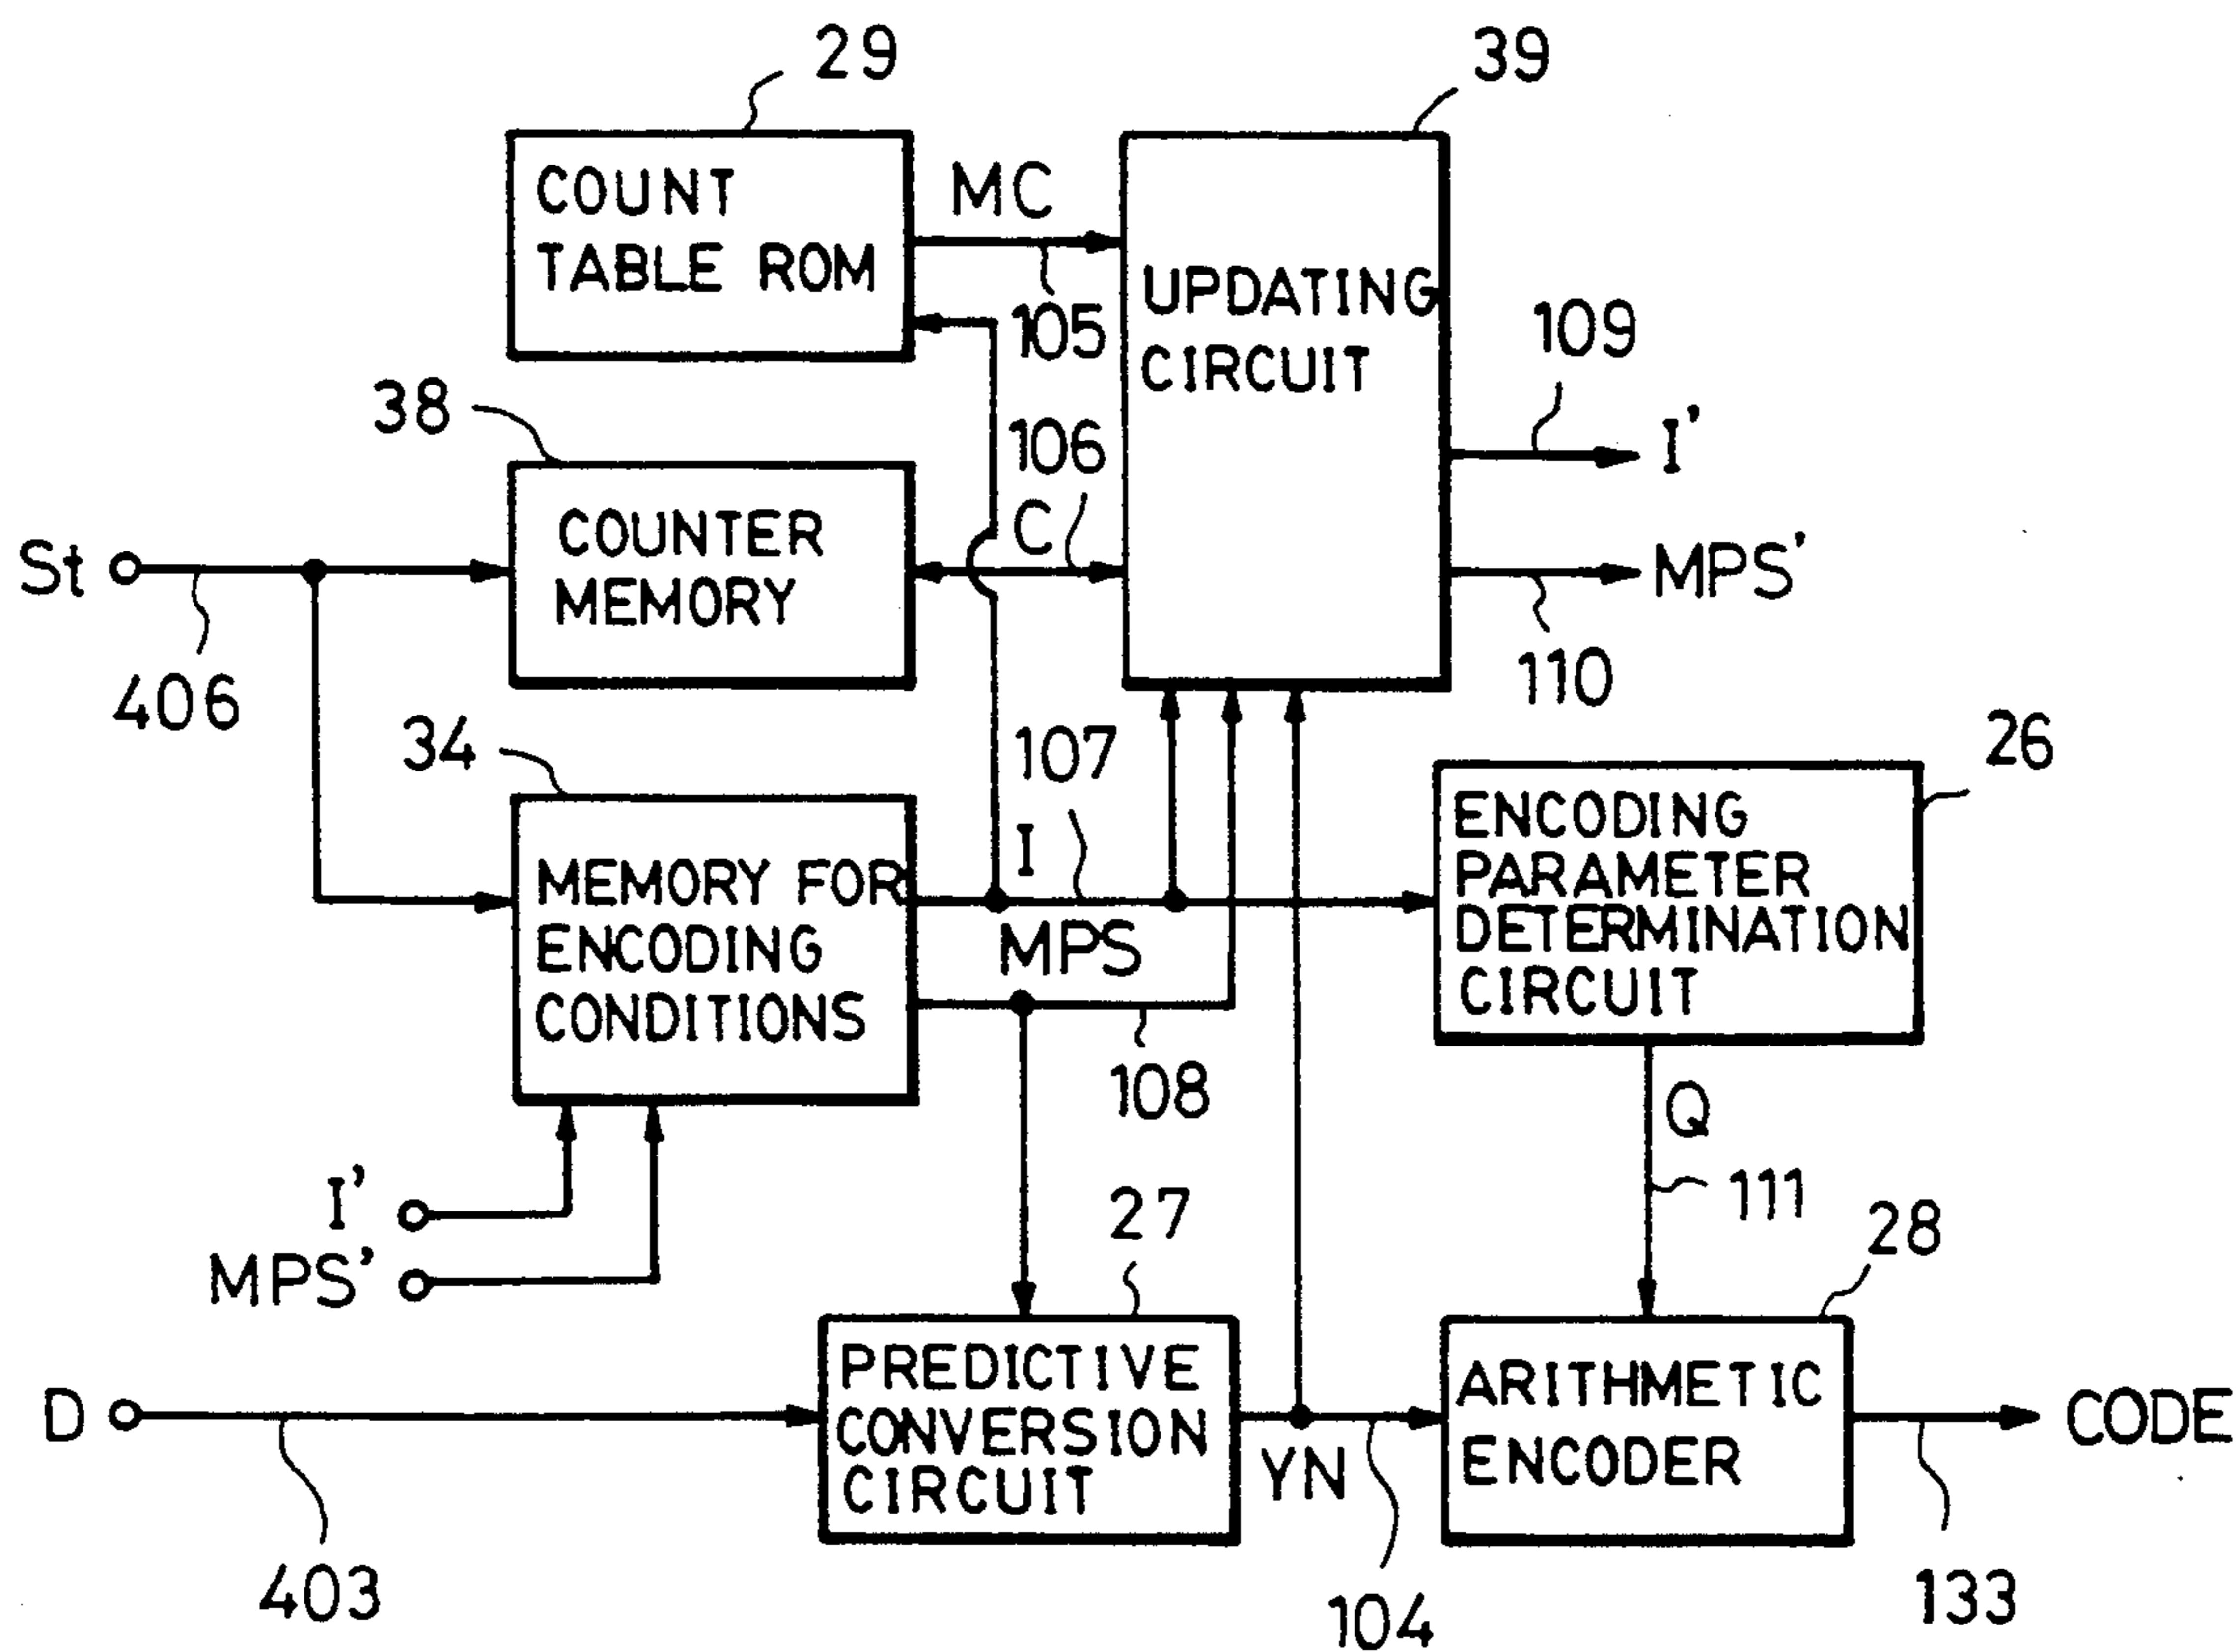 29
39
COUNT
TABLE ROM
MC
105
UPDATING
CIRCUIT
109
I'
38
COUNTER
MEMORY
106
C
St
406
MPS'
110
34
MEMORY FOR
ENCODING
CONDITIONS
107
I
MPS
108
26
ENCODING
PARAMETER
DETERMINATION
CIRCUIT
Q
111
I'
MPS'
27
28
D
403
PREDICTIVE
CONVERSION
CIRCUIT
YN
104
ARITHMETIC
ENCODER
CODE
133